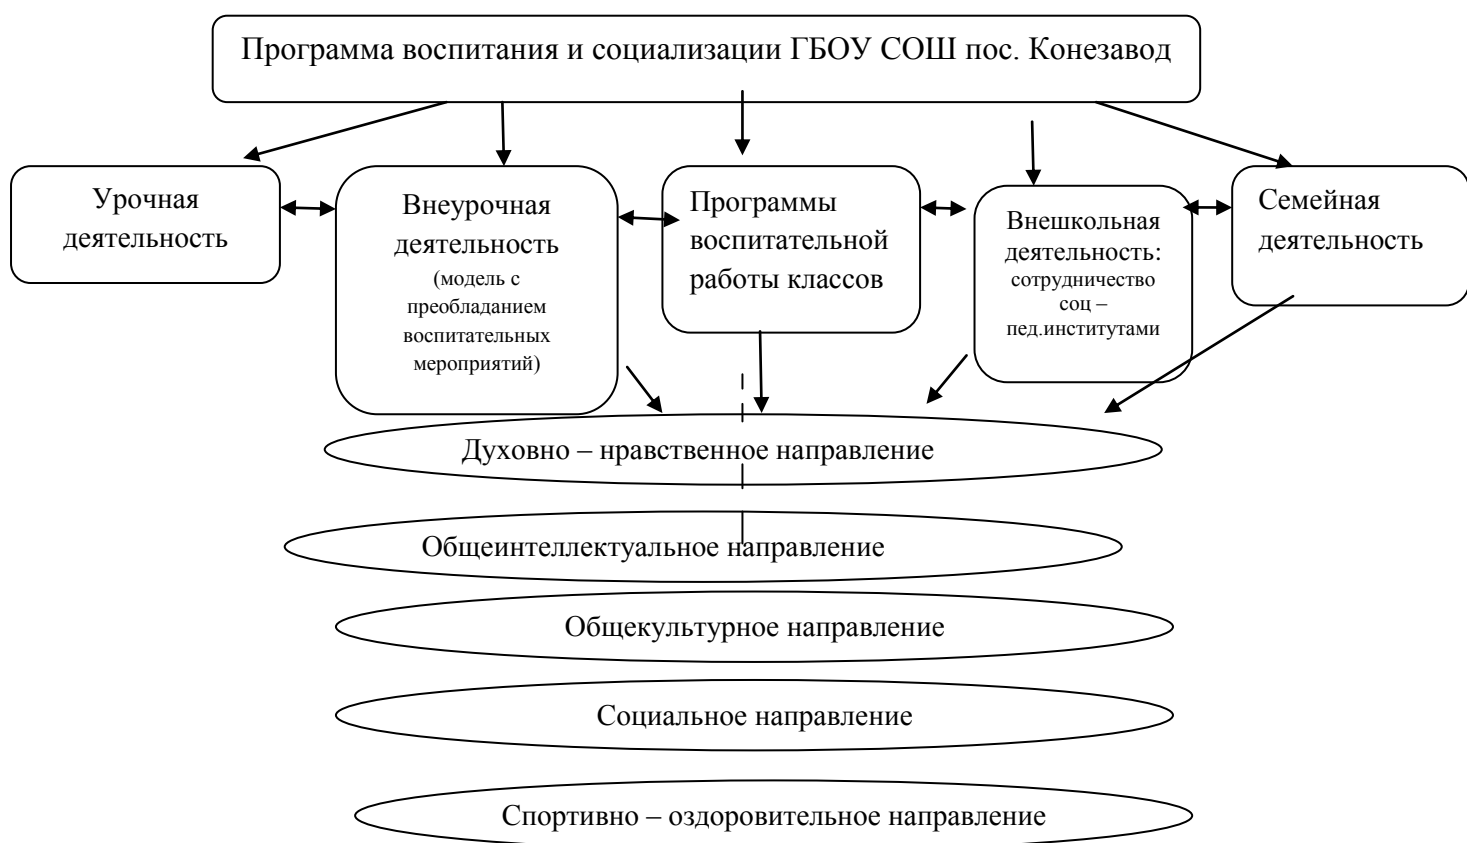 Программа воспитания и социализации ГБОУ СОШ пос. Конезавод
Урочная
деятельность
Внеурочная
деятельность
(модель с
преобладанием
воспитательных
мероприятий)
Программы
воспитательной
работы классов
Внешкольная
деятельность:
сотрудничество
соц –
пед.институтами
Семейная
деятельность
Духовно – нравственное направление
Общеинтеллектуальное направление
Общекультурное направление
Социальное направление
Спортивно – оздоровительное направление